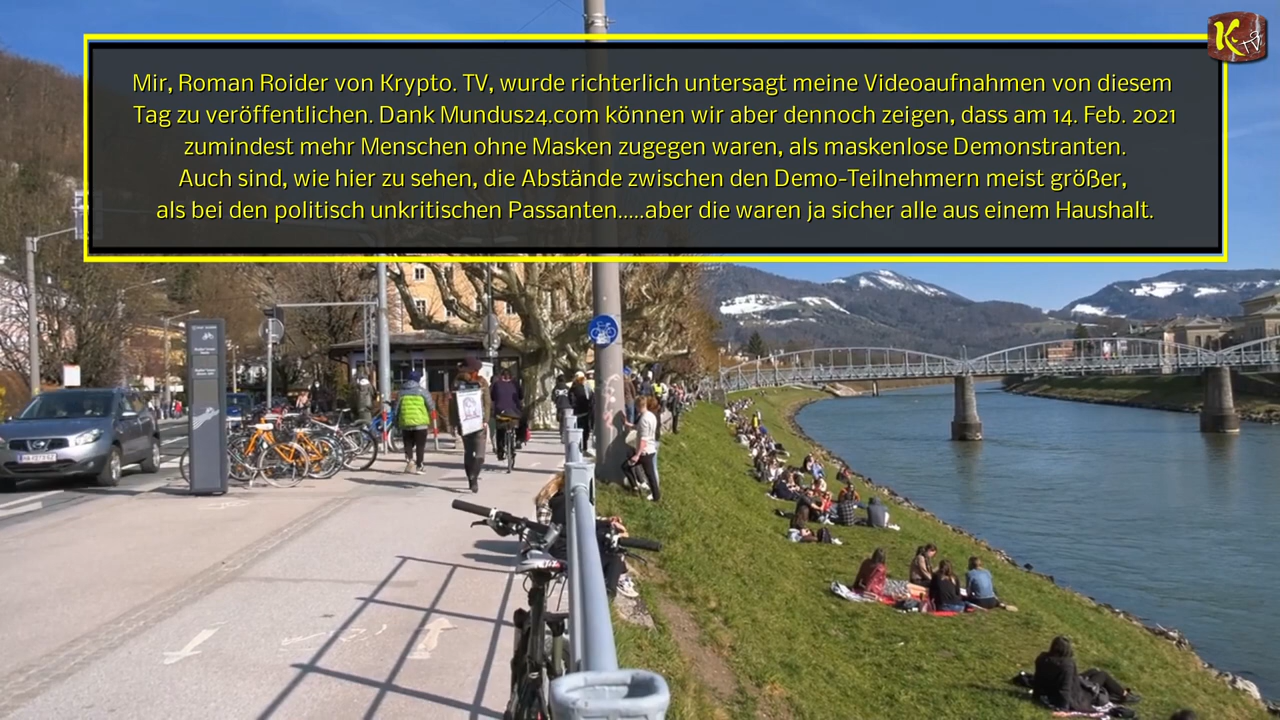 Mir, Roman Roider von Krypto. TV, wurde richterlich untersagt meine Videoaufnahmen von diesem
Tag zu veröffentlichen. Dank Mundus24.com können wir aber dennoch zeigen, dass am 14. Feb. 2021
zumindest mehr Menschen ohne Masken zugegen waren, als maskenlose Demonstranten.
Auch sind, wie hier zu sehen, die Abstände zwischen den Demo-Teilnehmern meist größer,
als bei den politisch unkritischen Passanten.....aber die waren ja sicher alle aus einem Haushalt.
K TV